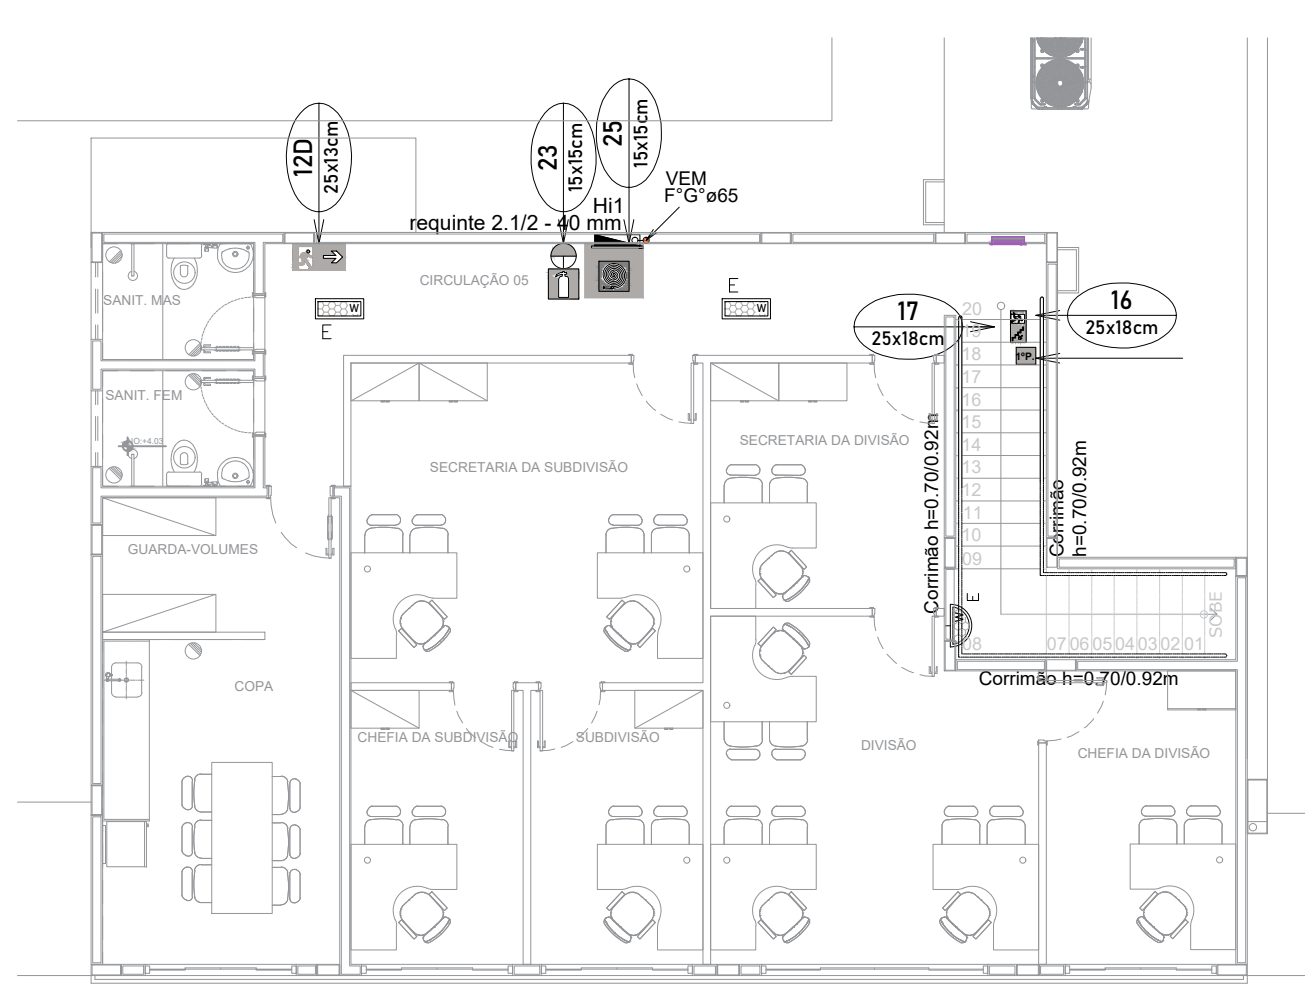 12D
25x13cm
23
15x15cm
25
15x15cm
VEM
F°G°ø65
Hi1
requinte 2.1/2 - 40 mm
CIRCULAÇÃO 05
SANIT. MAS
W
E
E
W
17
25x18cm
16
25x18cm
1°P.
20
19
18
17
16
15
14
13
12
11
10
09
08
07 06 05 04 03 02 01
SOBE
SANIT. FEM
SECRETARIA DA SUBDIVISÃO
SECRETARIA DA DIVISÃO
Corrimão h=0.70/0.92m
Corrimão
h=0.70/0.92m
GUARDA-VOLUMES
E
W
Corrimão h=0.70/0.92m
COPA
CHEFIA DA SUBDIVISÃO
SUBDIVISÃO
DIVISÃO
CHEFIA DA DIVISÃO